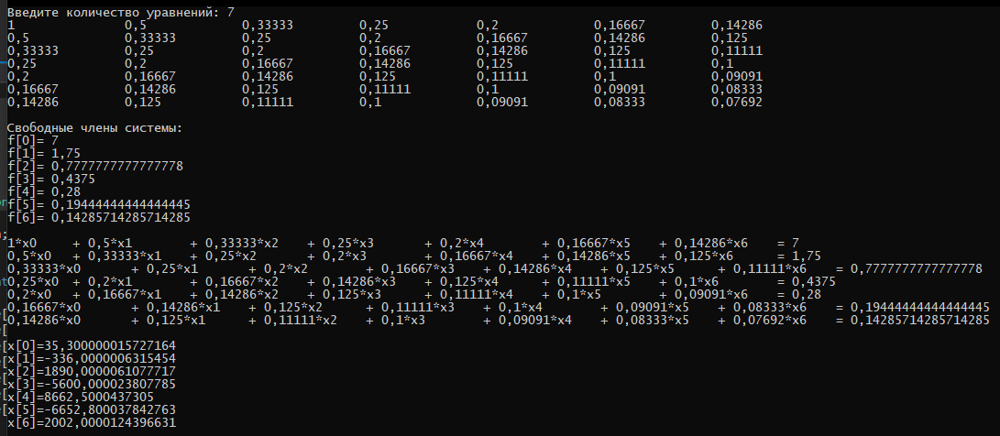 Введите количество уравнений: 7
1 0,5 0,33333 0,25 0,2 0,16667 0,14286
0,5 0,33333 0,25 0,2 0,16667 0,14286 0,125
0,33333 0,25 0,2 0,16667 0,14286 0,125 0,11111
0,25 0,2 0,16667 0,14286 0,125 0,11111 0,1
0,2 0,16667 0,14286 0,125 0,11111 0,1 0,09091
0,16667 0,14286 0,125 0,11111 0,1 0,09091 0,08333
0,14286 0,125 0,11111 0,1 0,09091 0,08333 0,07692
Свободные члены системы:
f[0]= 7
f[1]= 1,75
f[2]= 0,7777777777777778
f[3]= 0,4375
f[4]= 0,28
f[5]= 0,19444444444444445
f[6]= 0,14285714285714285
1*x0 + 0,5*x1 + 0,33333*x2 + 0,25*x3 + 0,2*x4 + 0,16667*x5 + 0,14286*x6 = 7
0,5*x0 + 0,33333*x1 + 0,25*x2 + 0,2*x3 + 0,16667*x4 + 0,14286*x5 + 0,125*x6 = 1,75
0,33333*x0 + 0,25*x1 + 0,2*x2 + 0,16667*x3 + 0,14286*x4 + 0,125*x5 + 0,11111*x6 = 0,7777777777777778
0,25*x0 + 0,2*x1 + 0,16667*x2 + 0,14286*x3 + 0,125*x4 + 0,11111*x5 + 0,1*x6 = 0,4375
0,2*x0 + 0,16667*x1 + 0,14286*x2 + 0,125*x3 + 0,11111*x4 + 0,1*x5 + 0,09091*x6 = 0,28
0,16667*x0 + 0,14286*x1 + 0,125*x2 + 0,11111*x3 + 0,1*x4 + 0,09091*x5 + 0,08333*x6 = 0,19444444444444445
0,14286*x0 + 0,125*x1 + 0,11111*x2 + 0,1*x3 + 0,09091*x4 + 0,08333*x5 + 0,07692*x6 = 0,14285714285714285
x[0]=35,300000015727164
x[1]=-336,0000006315454
x[2]=1890,0000061077717
x[3]=-5600,000023807785
x[4]=8662,5000437305
x[5]=-6652,800037842763
x[6]=2002,0000124396631